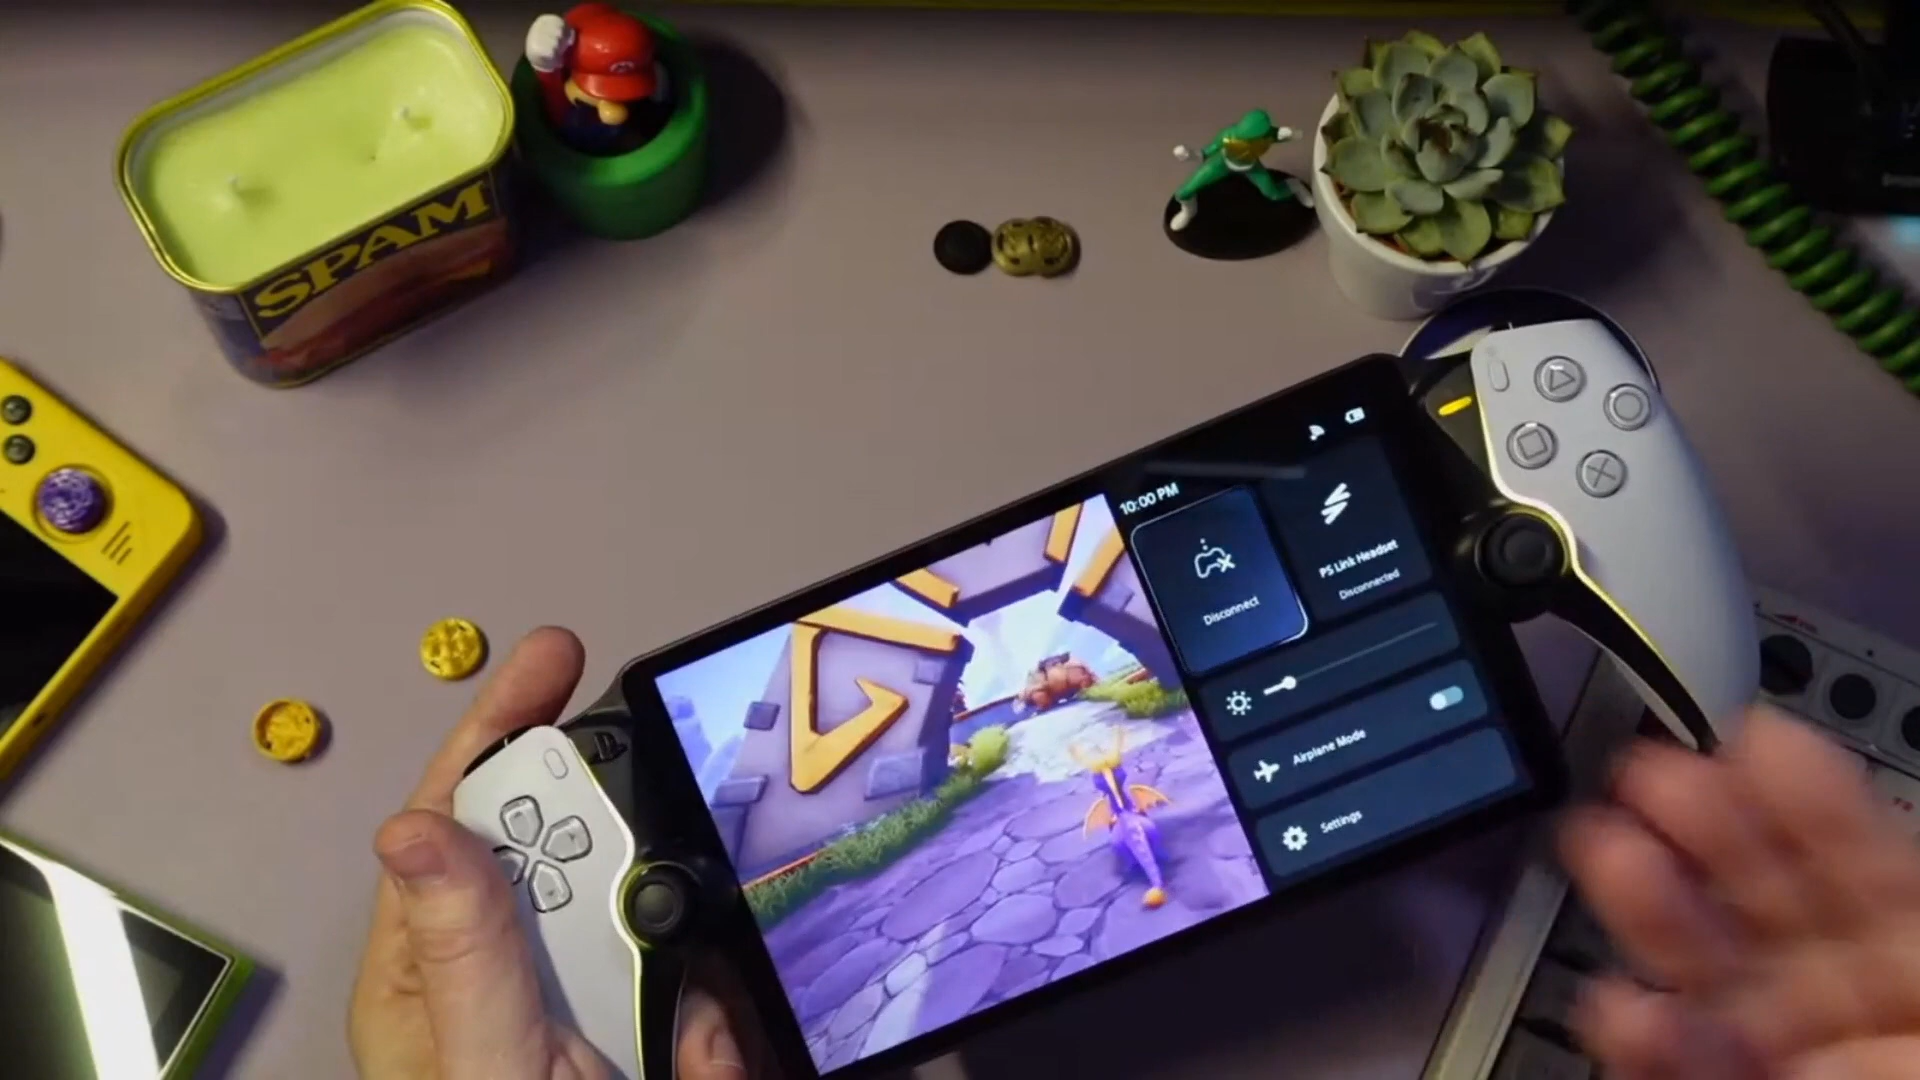 SPAM
10:00 PM
Disconnect
PS Link Headset
Disconnected
Airplane Mode
Settings